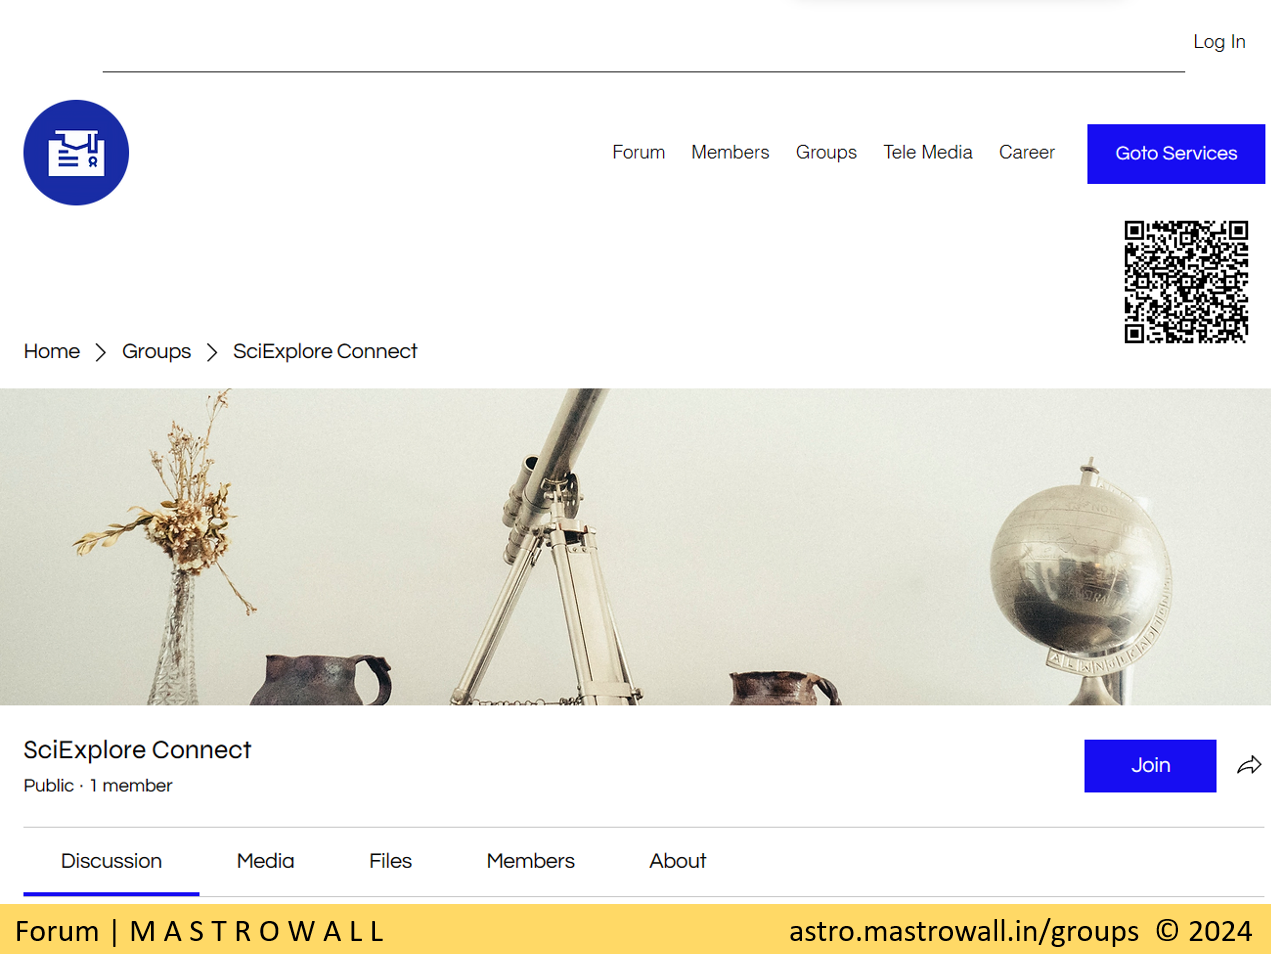 Log In
Forum Members Groups Tele Media Career Goto Services
Home > Groups > SciExplore Connect
SciExplore Connect
Join
Public · 1 member
Discussion Media Files Members About
Forum | M A S T R O W A L L
astro.mastrowall.in/groups © 2024